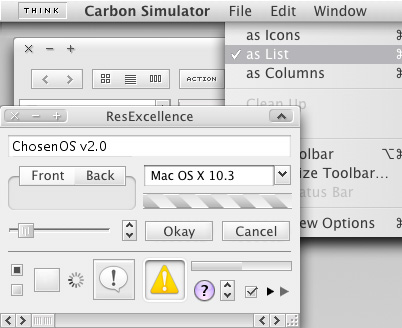 THINK Carbon Simulator File Edit Window
as Icons
✓ as List
as Columns
Clean Up
ACTION
olbar ⌥⌘
ize Toolbar...
atus Bar
ew Options
ResExcellence
ChosenOS v2.0
Front Back
Mac OS X 10.3
Okay Cancel